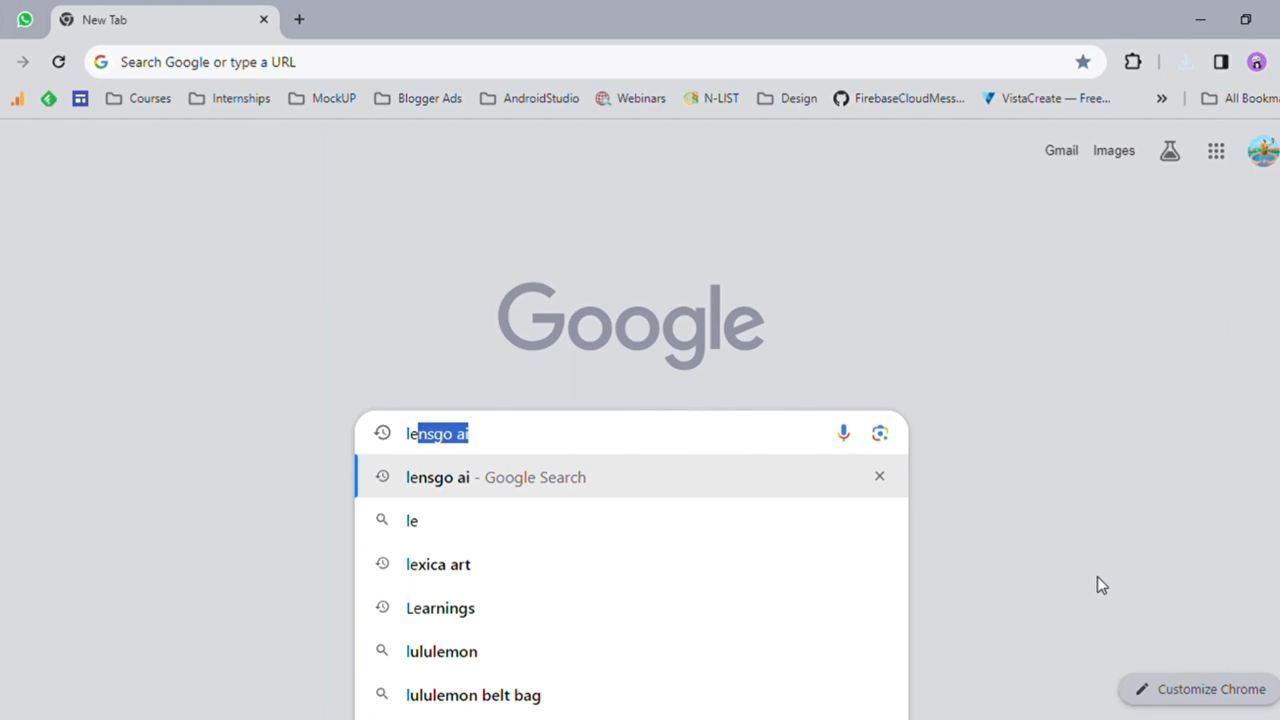 New Tab
Search Google or type a URL
Courses Internships MockUP Blogger Ads AndroidStudio Webinars N-LIST Design FirebaseCloudMess... VistaCreate — Free... » All Bookma
Gmail Images
Google
lensgo ai
lensgo ai - Google Search
le
lexica art
Learnings
lululemon
lululemon belt bag
Customize Chrome